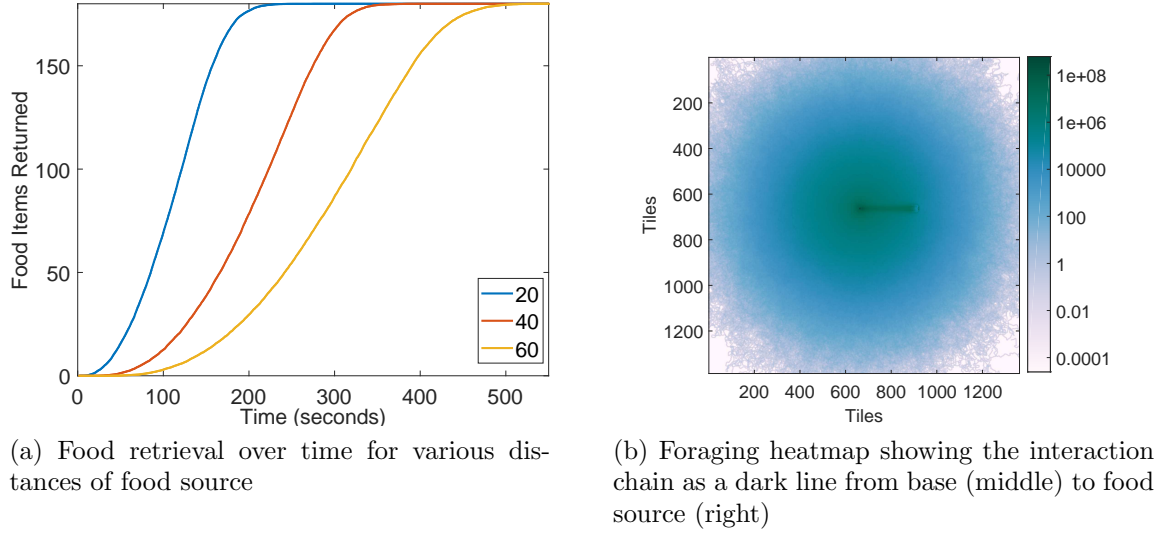 150
100
50
0
Food Items Returned
20
40
60
0 100 200 300 400 500
Time (seconds)
(a) Food retrieval over time for various dis-
tances of food source
200
400
600
800
1000
1200
Tiles
200 400 600 800 1000 1200
Tiles
1e+08
1e+06
10000
100
1
0.01
0.0001
(b) Foraging heatmap showing the interaction
chain as a dark line from base (middle) to food
source (right)